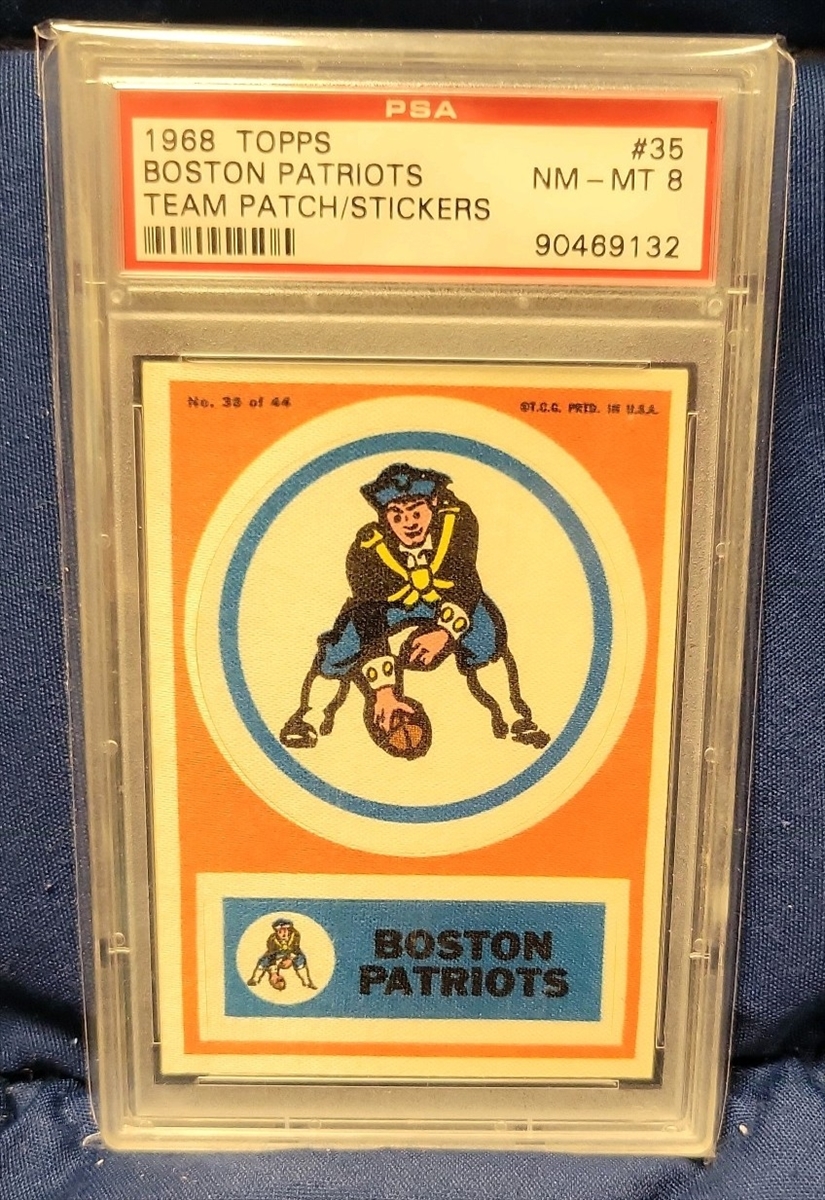 PSA
1968 TOPPS #35
BOSTON PATRIOTS NM-MT 8
TEAM PATCH/STICKERS
90469132
No. 35 of 44 ©T.C.G. PRTD. IN U.S.A.
BOSTON
PATRIOTS